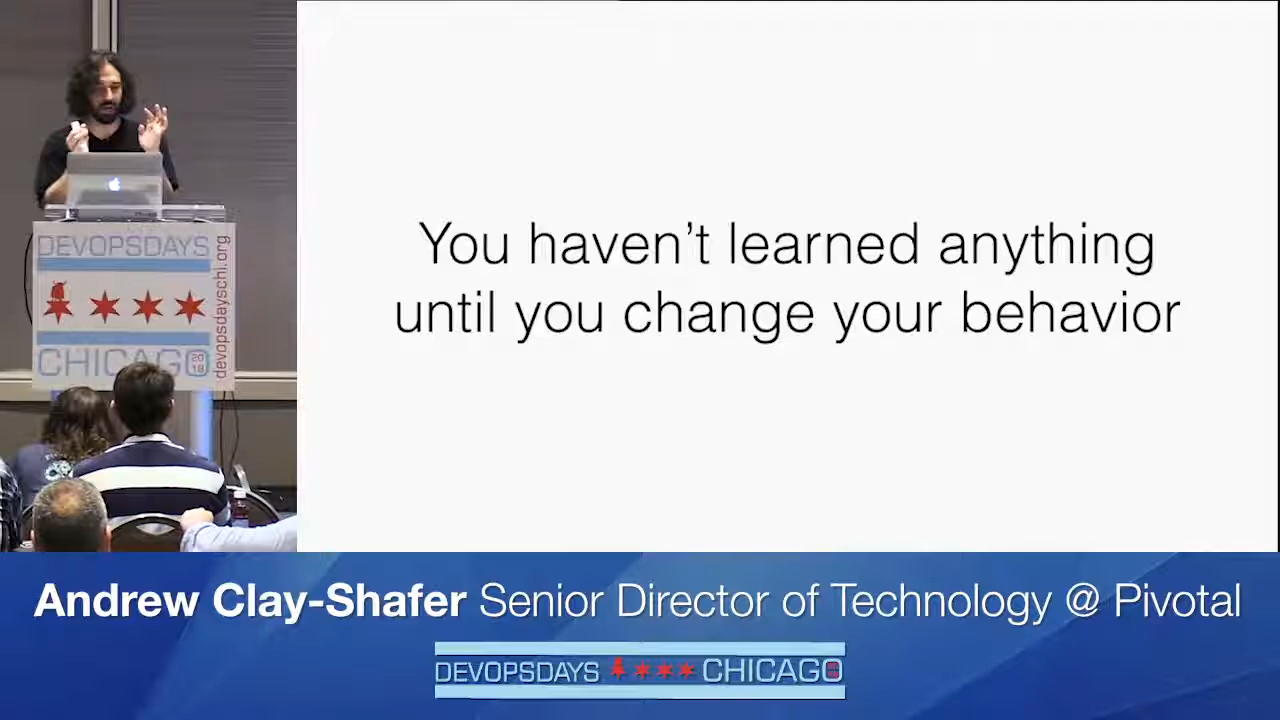 You haven’t learned anything
until you change your behavior
DEVOPSDAYS
devopsdayschi.org
CHICAGO
2016
Andrew Clay-Shafer Senior Director of Technology @ Pivotal
DEVOPSDAYS CHICAGO